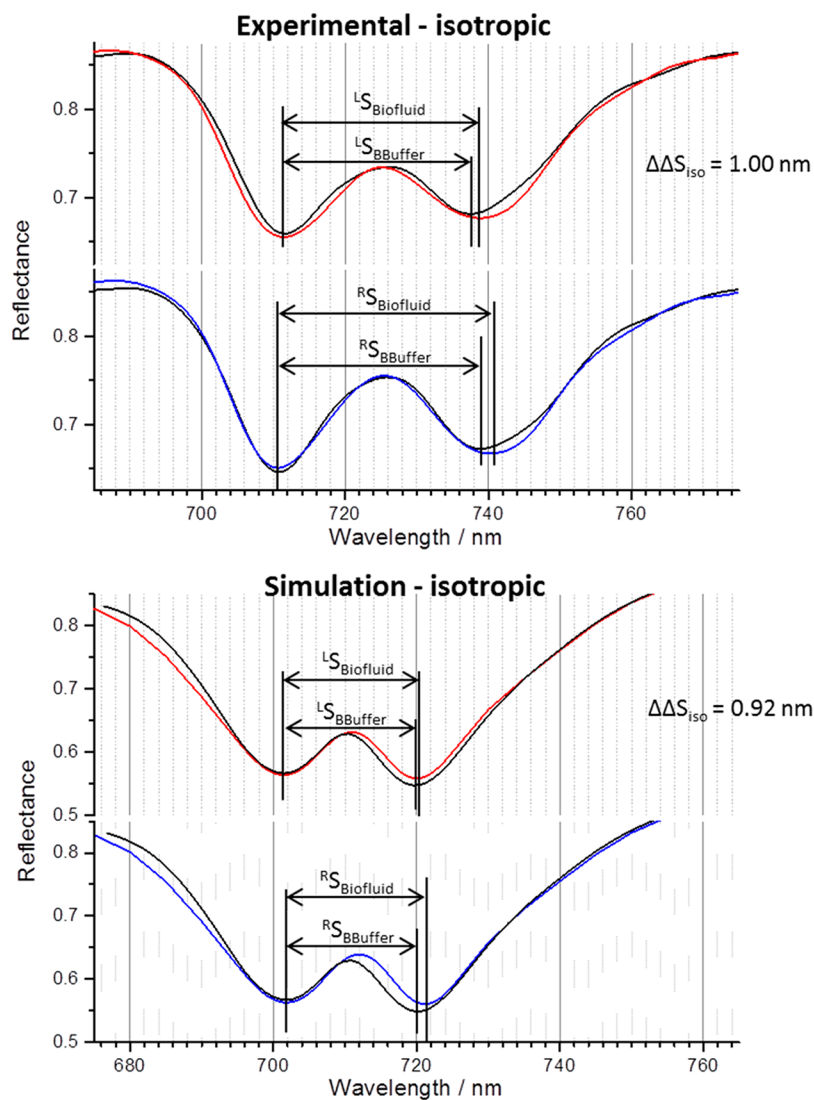 Experimental - isotropic
0.8
0.7
LSBiofluid
LSBBuffer
ΔΔSiso = 1.00 nm
Reflectance
0.8
0.7
RSBiofluid
RSBBuffer
700 720 740 760
Wavelength / nm
Simulation - isotropic
0.8
0.7
0.6
0.5
LSBiofluid
LSBBuffer
ΔΔSiso = 0.92 nm
Reflectance
0.8
0.7
0.6
0.5
RSBiofluid
RSBBuffer
680 700 720 740 760
Wavelength / nm